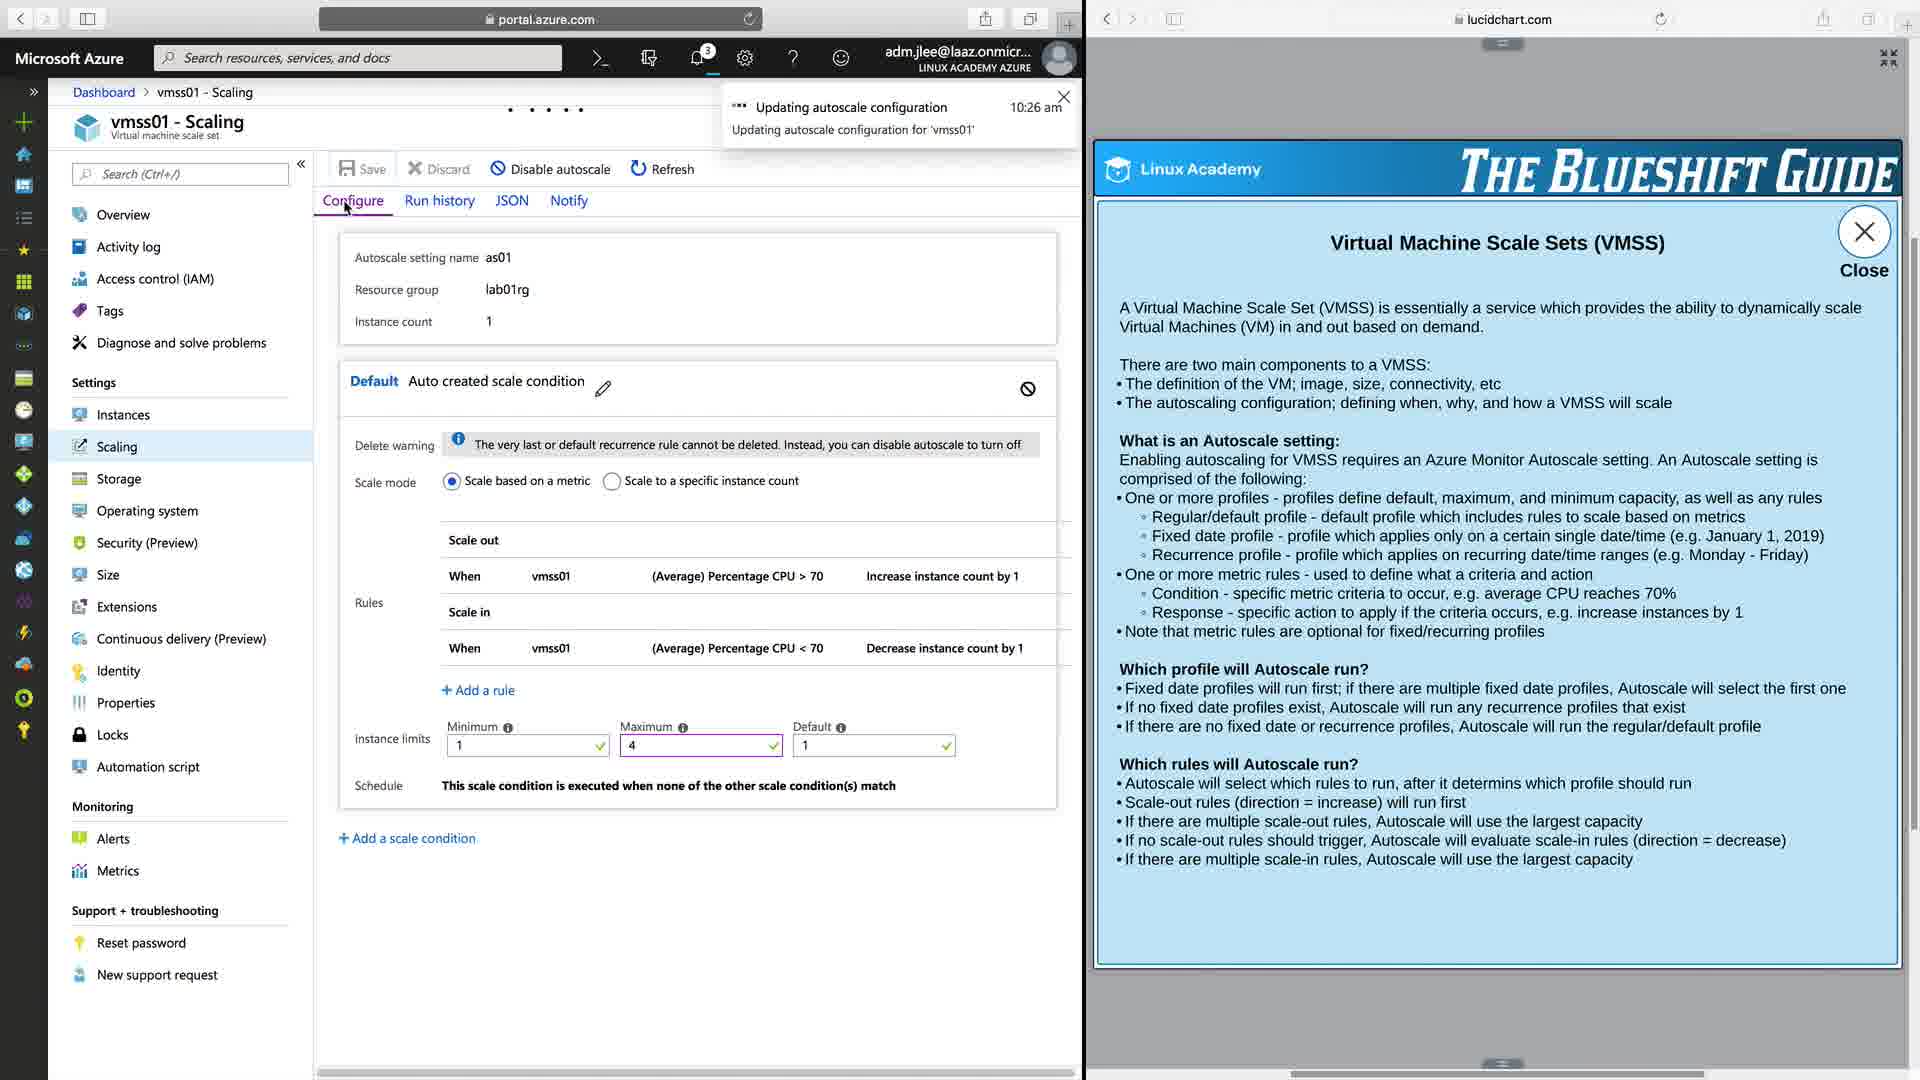 portal.azure.com
Microsoft Azure
Search resources, services, and docs
3
adm.jlee@laaz.onmicr...
LINUX ACADEMY AZURE
Dashboard > vmss01 - Scaling
vmss01 - Scaling
Virtual machine scale set
Updating autoscale configuration 10:26 am
Updating autoscale configuration for 'vmss01'
Search (Ctrl+/)
Overview
Activity log
Access control (IAM)
Tags
Diagnose and solve problems
Settings
Instances
Scaling
Storage
Operating system
Security (Preview)
Size
Extensions
Continuous delivery (Preview)
Identity
Properties
Locks
Automation script
Monitoring
Alerts
Metrics
Support + troubleshooting
Reset password
New support request
Save Discard Disable autoscale Refresh
Configure Run history JSON Notify
Autoscale setting name as01
Resource group lab01rg
Instance count 1
Default Auto created scale condition
Delete warning The very last or default recurrence rule cannot be deleted. Instead, you can disable autoscale to turn off
Scale mode Scale based on a metric Scale to a specific instance count
Rules
Scale out
When vmss01 (Average) Percentage CPU > 70 Increase instance count by 1
Scale in
When vmss01 (Average) Percentage CPU < 70 Decrease instance count by 1
+ Add a rule
Instance limits
Minimum Maximum Default
1 4 1
Schedule This scale condition is executed when none of the other scale condition(s) match
+ Add a scale condition
lucidchart.com
Linux Academy
THE BLUESHIFT GUIDE
Virtual Machine Scale Sets (VMSS)
Close
A Virtual Machine Scale Set (VMSS) is essentially a service which provides the ability to dynamically scale
Virtual Machines (VM) in and out based on demand.
There are two main components to a VMSS:
• The definition of the VM; image, size, connectivity, etc
• The autoscaling configuration; defining when, why, and how a VMSS will scale
What is an Autoscale setting:
Enabling autoscaling for VMSS requires an Azure Monitor Autoscale setting. An Autoscale setting is
comprised of the following:
• One or more profiles - profiles define default, maximum, and minimum capacity, as well as any rules
◦ Regular/default profile - default profile which includes rules to scale based on metrics
◦ Fixed date profile - profile which applies only on a certain single date/time (e.g. January 1, 2019)
◦ Recurrence profile - profile which applies on recurring date/time ranges (e.g. Monday - Friday)
• One or more metric rules - used to define what a criteria and action
◦ Condition - specific metric criteria to occur, e.g. average CPU reaches 70%
◦ Response - specific action to apply if the criteria occurs, e.g. increase instances by 1
• Note that metric rules are optional for fixed/recurring profiles
Which profile will Autoscale run?
• Fixed date profiles will run first; if there are multiple fixed date profiles, Autoscale will select the first one
• If no fixed date profiles exist, Autoscale will run any recurrence profiles that exist
• If there are no fixed date or recurrence profiles, Autoscale will run the regular/default profile
Which rules will Autoscale run?
• Autoscale will select which rules to run, after it determins which profile should run
• Scale-out rules (direction = increase) will run first
• If there are multiple scale-out rules, Autoscale will use the largest capacity
• If no scale-out rules should trigger, Autoscale will evaluate scale-in rules (direction = decrease)
• If there are multiple scale-in rules, Autoscale will use the largest capacity